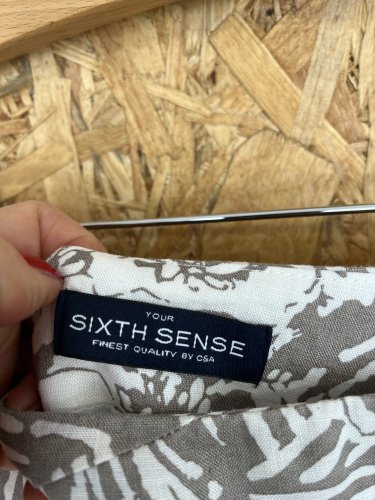 YOUR
SIXTH SENSE
FINEST QUALITY BY C&A